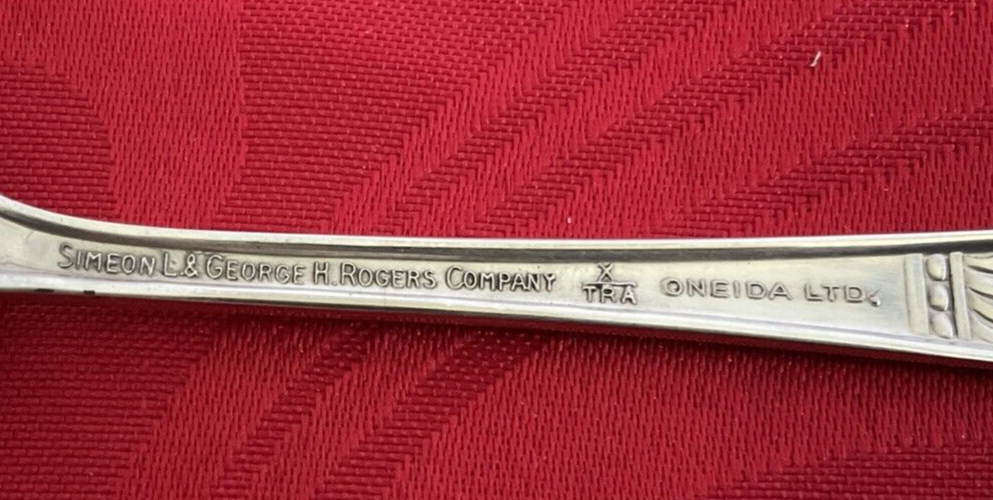 SIMEON L. & GEORGE H. ROGERS COMPANY X TRA ONEIDA LTD.